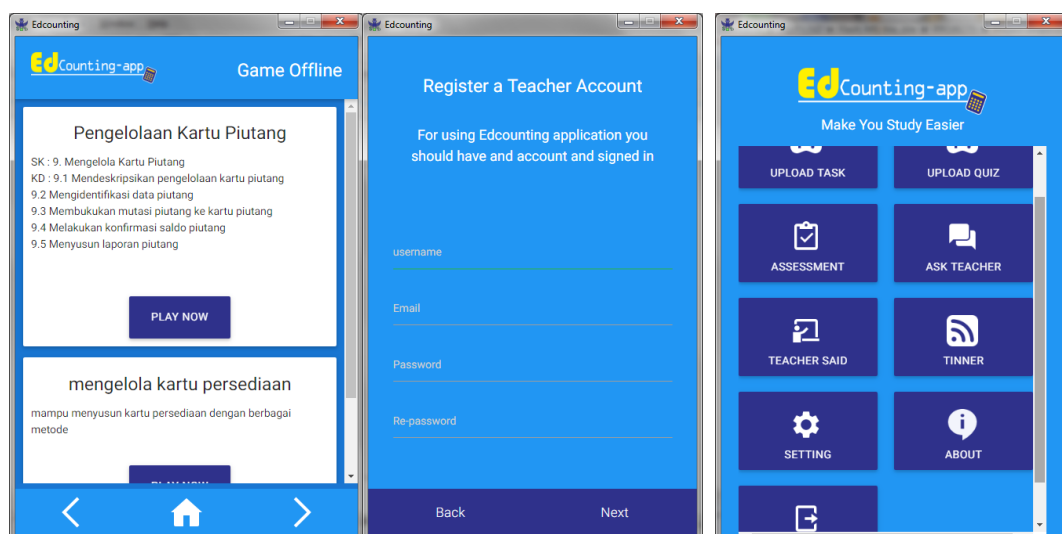 Edcounting
EdCounting-app
Game Offline
Pengelolaan Kartu Piutang
SK : 9. Mengelola Kartu Piutang
KD : 9.1 Mendeskripsikan pengelolaan kartu piutang
9.2 Mengidentifikasi data piutang
9.3 Membukukan mutasi piutang ke kartu piutang
9.4 Melakukan konfirmasi saldo piutang
9.5 Menyusun laporan piutang
PLAY NOW
mengelola kartu persediaan
mampu menyusun kartu persediaan dengan berbagai
metode
PLAY NOW
Edcounting
Register a Teacher Account
For using Edcounting application you
should have and account and signed in
username
Email
Password
Re-password
Back
Next
Edcounting
EdCounting-app
Make You Study Easier
UPLOAD TASK
UPLOAD QUIZ
ASSESSMENT
ASK TEACHER
TEACHER SAID
TINNER
SETTING
ABOUT